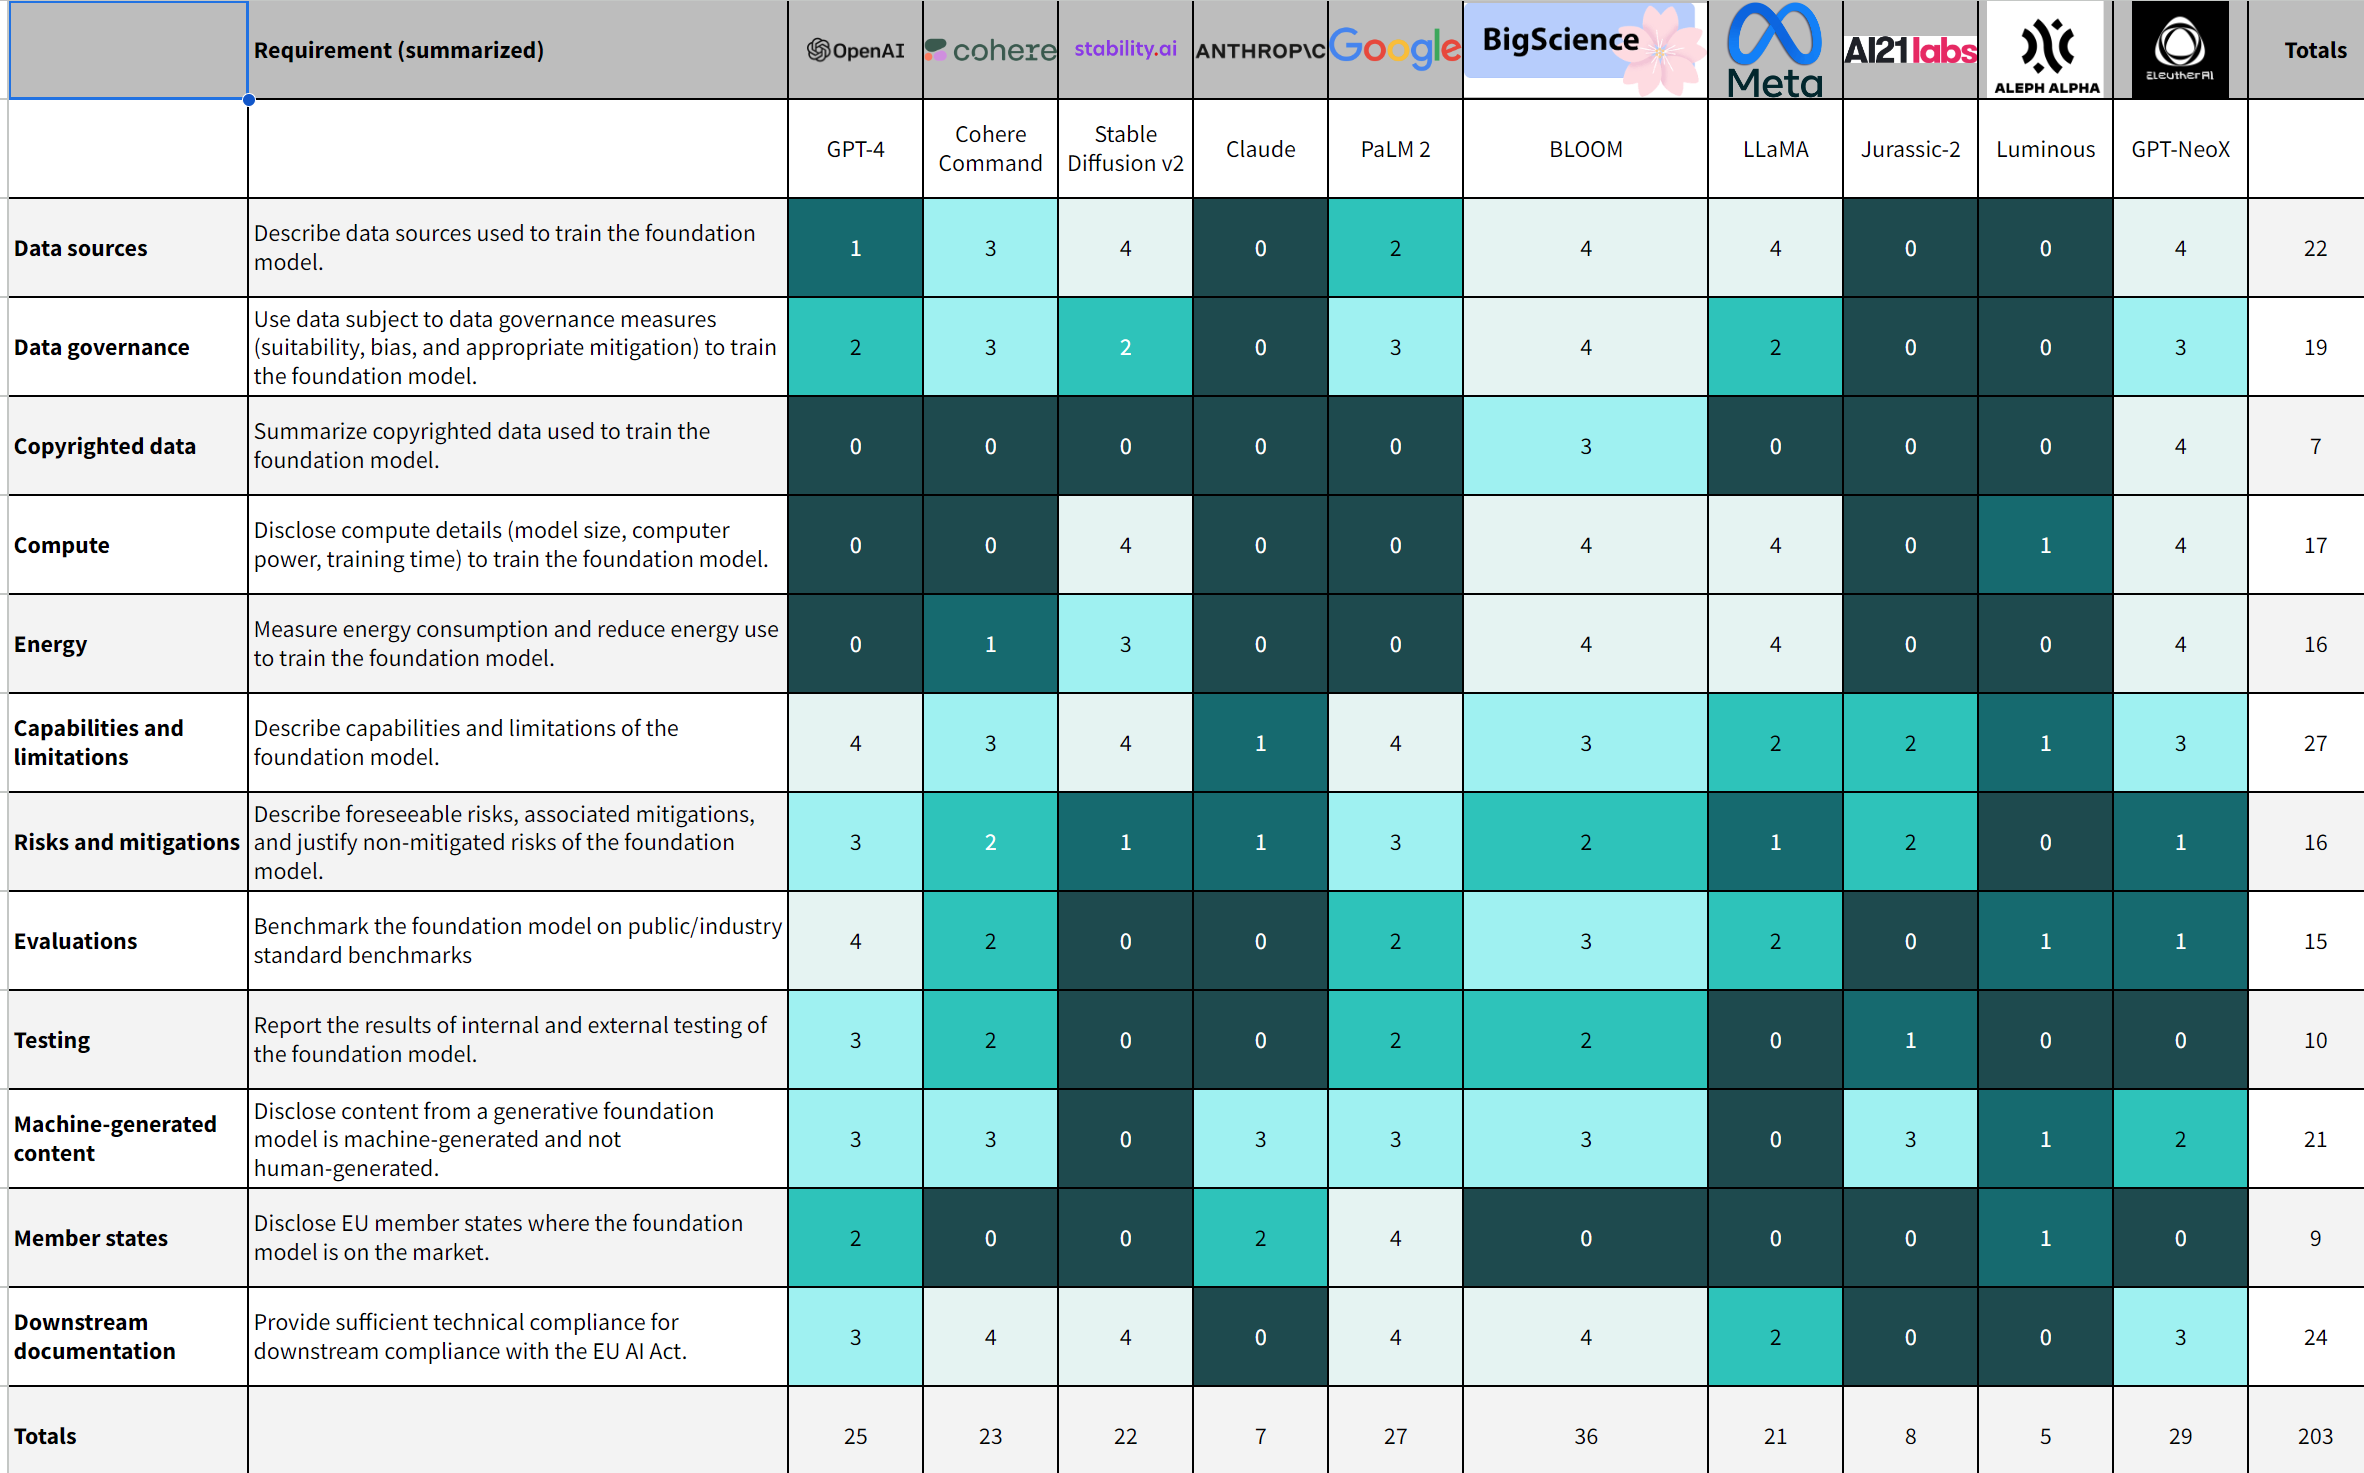 Requirement (summarized) OpenAI cohere stability.ai ANTHROP\C Google BigScience Meta AI21labs ALEPH ALPHA EleutherAI Totals
GPT-4 Cohere Command Stable Diffusion v2 Claude PaLM 2 BLOOM LLaMA Jurassic-2 Luminous GPT-NeoX
Data sources
Describe data sources used to train the foundation
model.
1 3 4 0 2 4 4 0 0 4 22
Data governance
Use data subject to data governance measures
(suitability, bias, and appropriate mitigation) to train
the foundation model.
2 3 2 0 3 4 2 0 0 3 19
Copyrighted data
Summarize copyrighted data used to train the
foundation model.
0 0 0 0 0 3 0 0 0 4 7
Compute
Disclose compute details (model size, computer
power, training time) to train the foundation model.
0 0 4 0 0 4 4 0 1 4 17
Energy
Measure energy consumption and reduce energy use
to train the foundation model.
0 1 3 0 0 4 4 0 0 4 16
Capabilities and
limitations
Describe capabilities and limitations of the
foundation model.
4 3 4 1 4 3 2 2 1 3 27
Risks and mitigations
Describe foreseeable risks, associated mitigations,
and justify non-mitigated risks of the foundation
model.
3 2 1 1 3 2 1 2 0 1 16
Evaluations
Benchmark the foundation model on public/industry
standard benchmarks
4 2 0 0 2 3 2 0 1 1 15
Testing
Report the results of internal and external testing of
the foundation model.
3 2 0 0 2 2 0 1 0 0 10
Machine-generated
content
Disclose content from a generative foundation
model is machine-generated and not
human-generated.
3 3 0 3 3 3 0 3 1 2 21
Member states
Disclose EU member states where the foundation
model is on the market.
2 0 0 2 4 0 0 0 1 0 9
Downstream
documentation
Provide sufficient technical compliance for
downstream compliance with the EU AI Act.
3 4 4 0 4 4 2 0 0 3 24
Totals 25 23 22 7 27 36 21 8 5 29 203